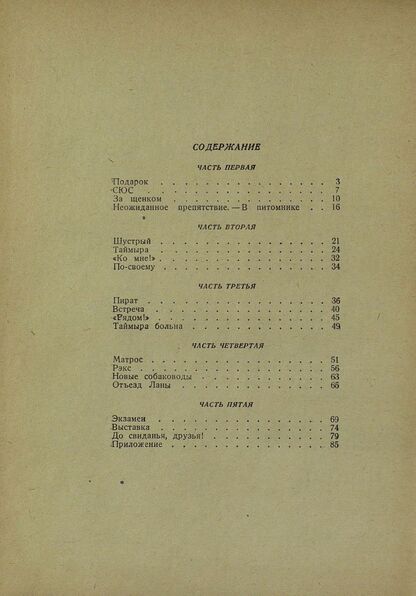 СОДЕРЖАНИЕ
ЧАСТЬ ПЕРВАЯ
Подарок . . . . . . . . . . . . . . . . 3
СЮС . . . . . . . . . . . . . . . . . 7
За щенком . . . . . . . . . . . . . . . 10
Неожиданное препятствие. — В питомнике . . 16
ЧАСТЬ ВТОРАЯ
Шустрый . . . . . . . . . . . . . . . 21
Таймыра . . . . . . . . . . . . . . . 24
«Ко мне!» . . . . . . . . . . . . . . . 32
По-своему . . . . . . . . . . . . . . . 34
ЧАСТЬ ТРЕТЬЯ
Пират . . . . . . . . . . . . . . . . 36
Встреча . . . . . . . . . . . . . . . 40
«Рядом!» . . . . . . . . . . . . . . . 45
Таймыра больна . . . . . . . . . . . . 49
ЧАСТЬ ЧЕТВЕРТАЯ
Матрос . . . . . . . . . . . . . . . . 51
Рэкс . . . . . . . . . . . . . . . . . 56
Новые собаководы . . . . . . . . . . . 63
Отъезд Ланы . . . . . . . . . . . . . 65
ЧАСТЬ ПЯТАЯ
Экзамен . . . . . . . . . . . . . . . 69
Выставка . . . . . . . . . . . . . . . 74
До свиданья, друзья! . . . . . . . . . . 79
Приложение . . . . . . . . . . . . . . 85